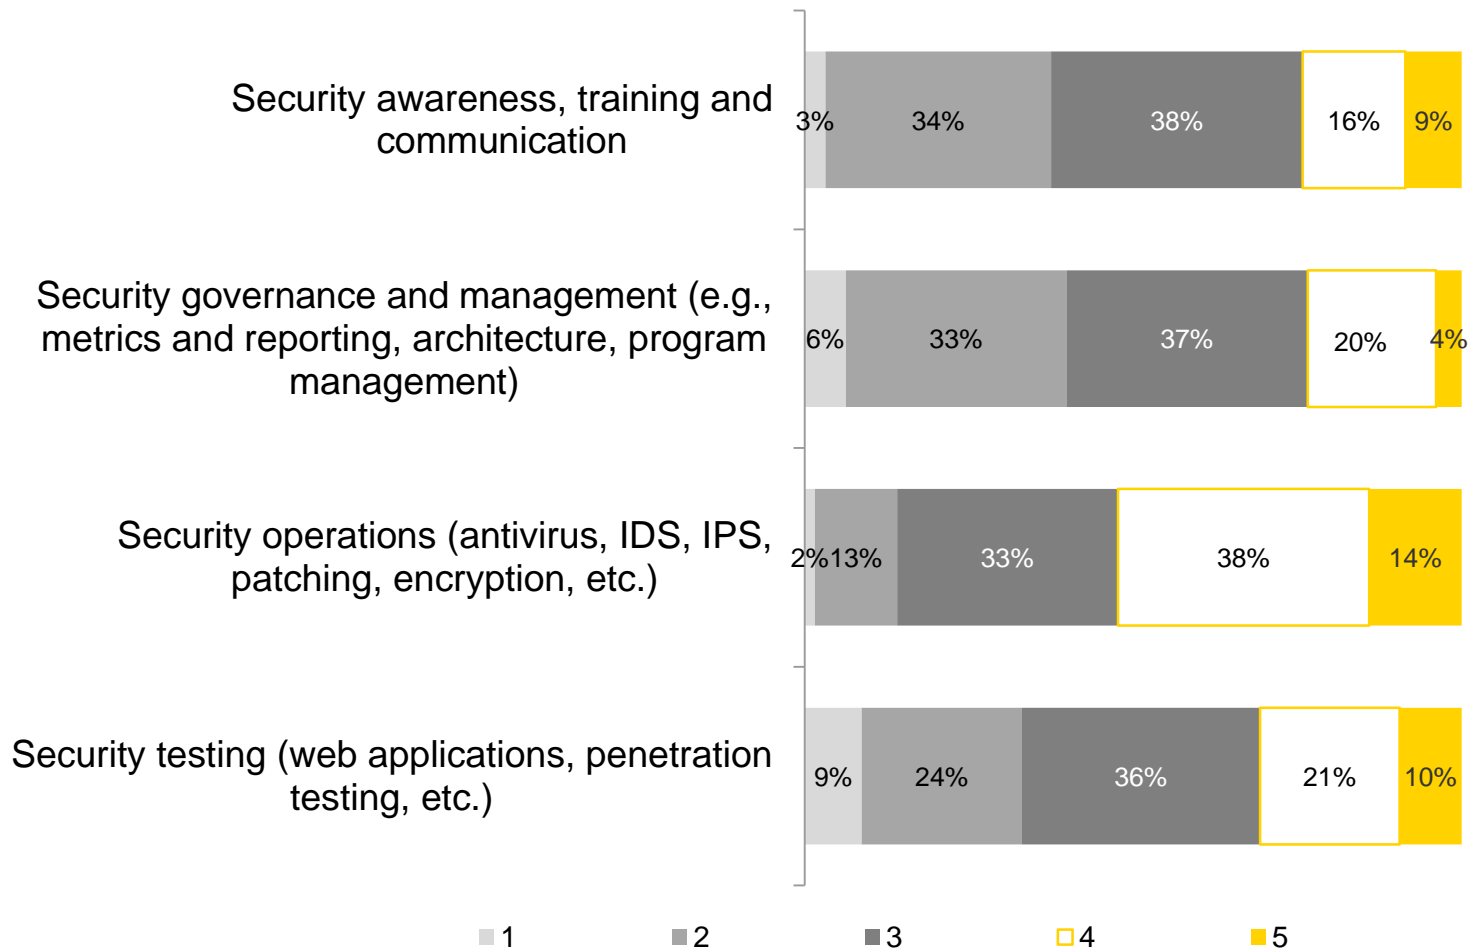 Security awareness, training and
communication
3% 34% 38% 16% 9%
Security governance and management (e.g.,
metrics and reporting, architecture, program
management)
6% 33% 37% 20% 4%
Security operations (antivirus, IDS, IPS,
patching, encryption, etc.)
2% 13% 33% 38% 14%
Security testing (web applications, penetration
testing, etc.)
9% 24% 36% 21% 10%
1 2 3 4 5